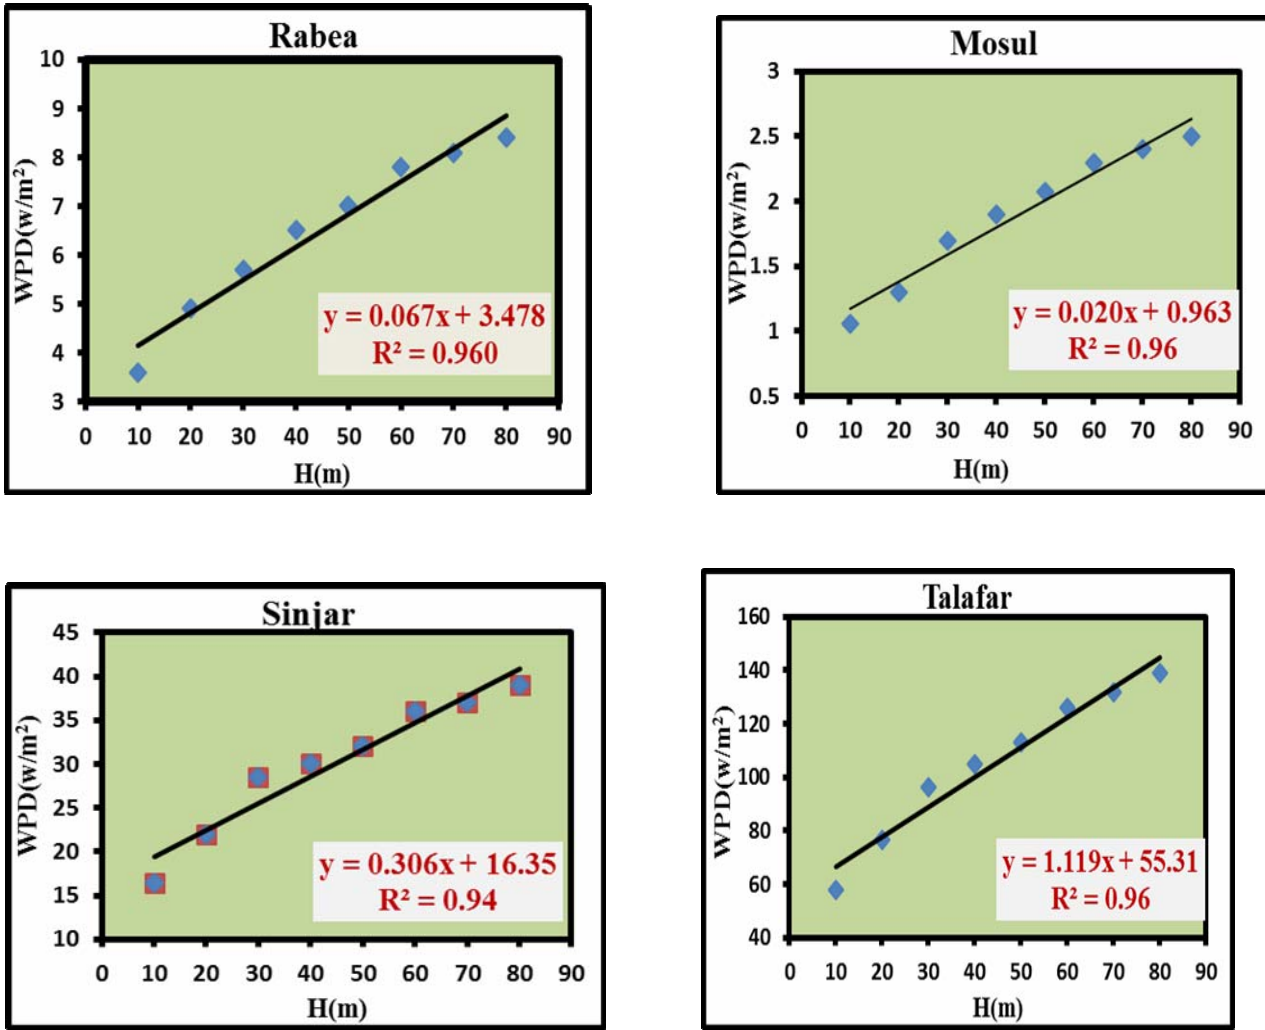 Rabea
10
9
8
7
6
5
4
3
WPD(w/m²)
y = 0.067x + 3.478
R² = 0.960
0 10 20 30 40 50 60 70 80 90
H(m)
Mosul
3
2.5
2
1.5
1
0.5
WPD(w/m²)
y = 0.020x + 0.963
R² = 0.96
0 10 20 30 40 50 60 70 80 90
H(m)
Sinjar
45
40
35
30
25
20
15
10
WPD(w/m²)
y = 0.306x + 16.35
R² = 0.94
0 10 20 30 40 50 60 70 80 90
H(m)
Talafar
160
140
120
100
80
60
40
WPD(w/m²)
y = 1.119x + 55.31
R² = 0.96
0 10 20 30 40 50 60 70 80 90
H(m)